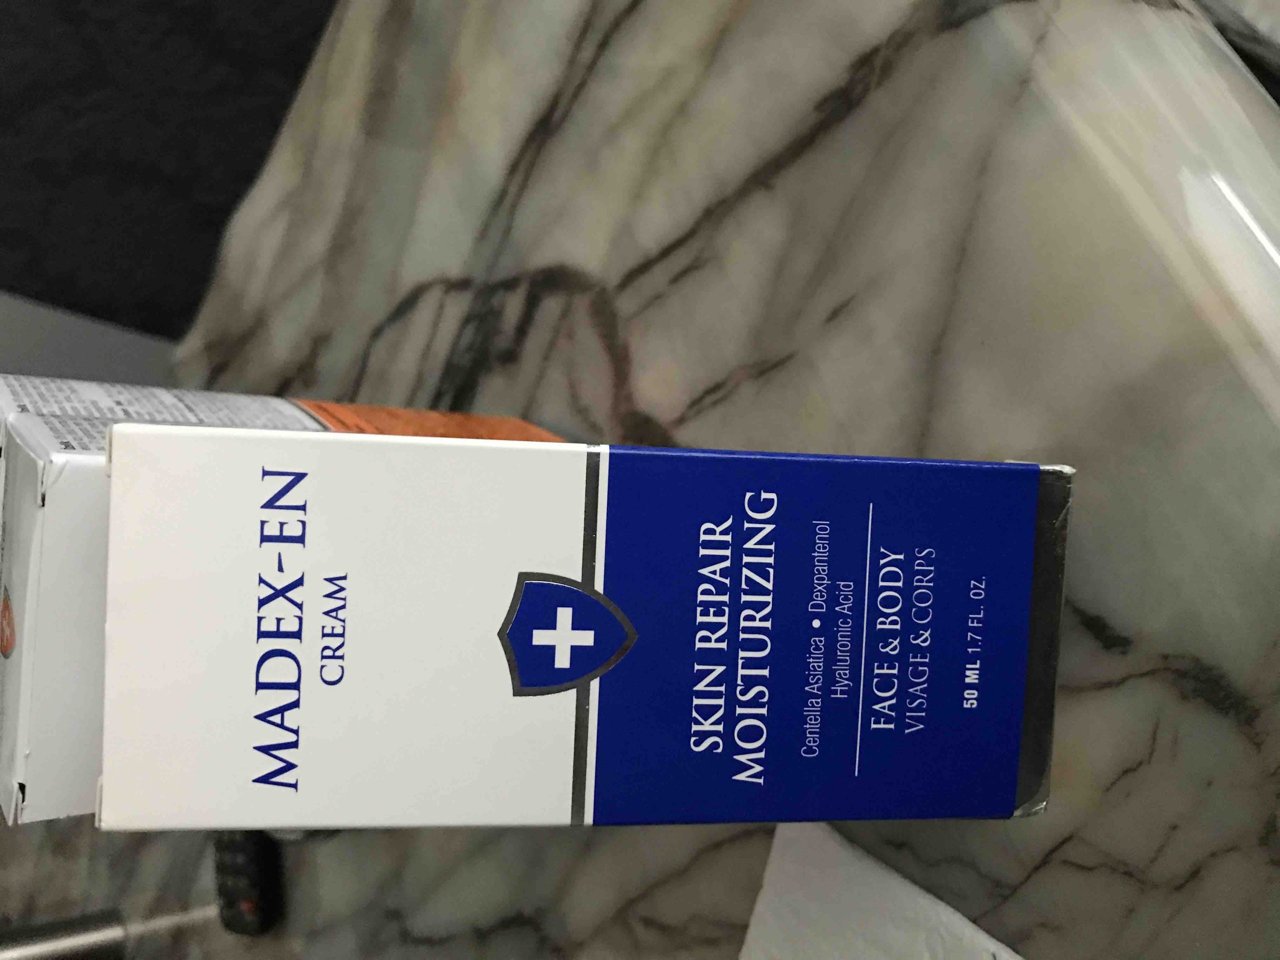 MADEX-EN
CREAM
SKIN REPAIR
MOISTURIZING
Centella Asiatica • Dexpantenol
Hyaluronic Acid
FACE & BODY
VISAGE & CORPS
50 ML 1.7 FL. OZ.